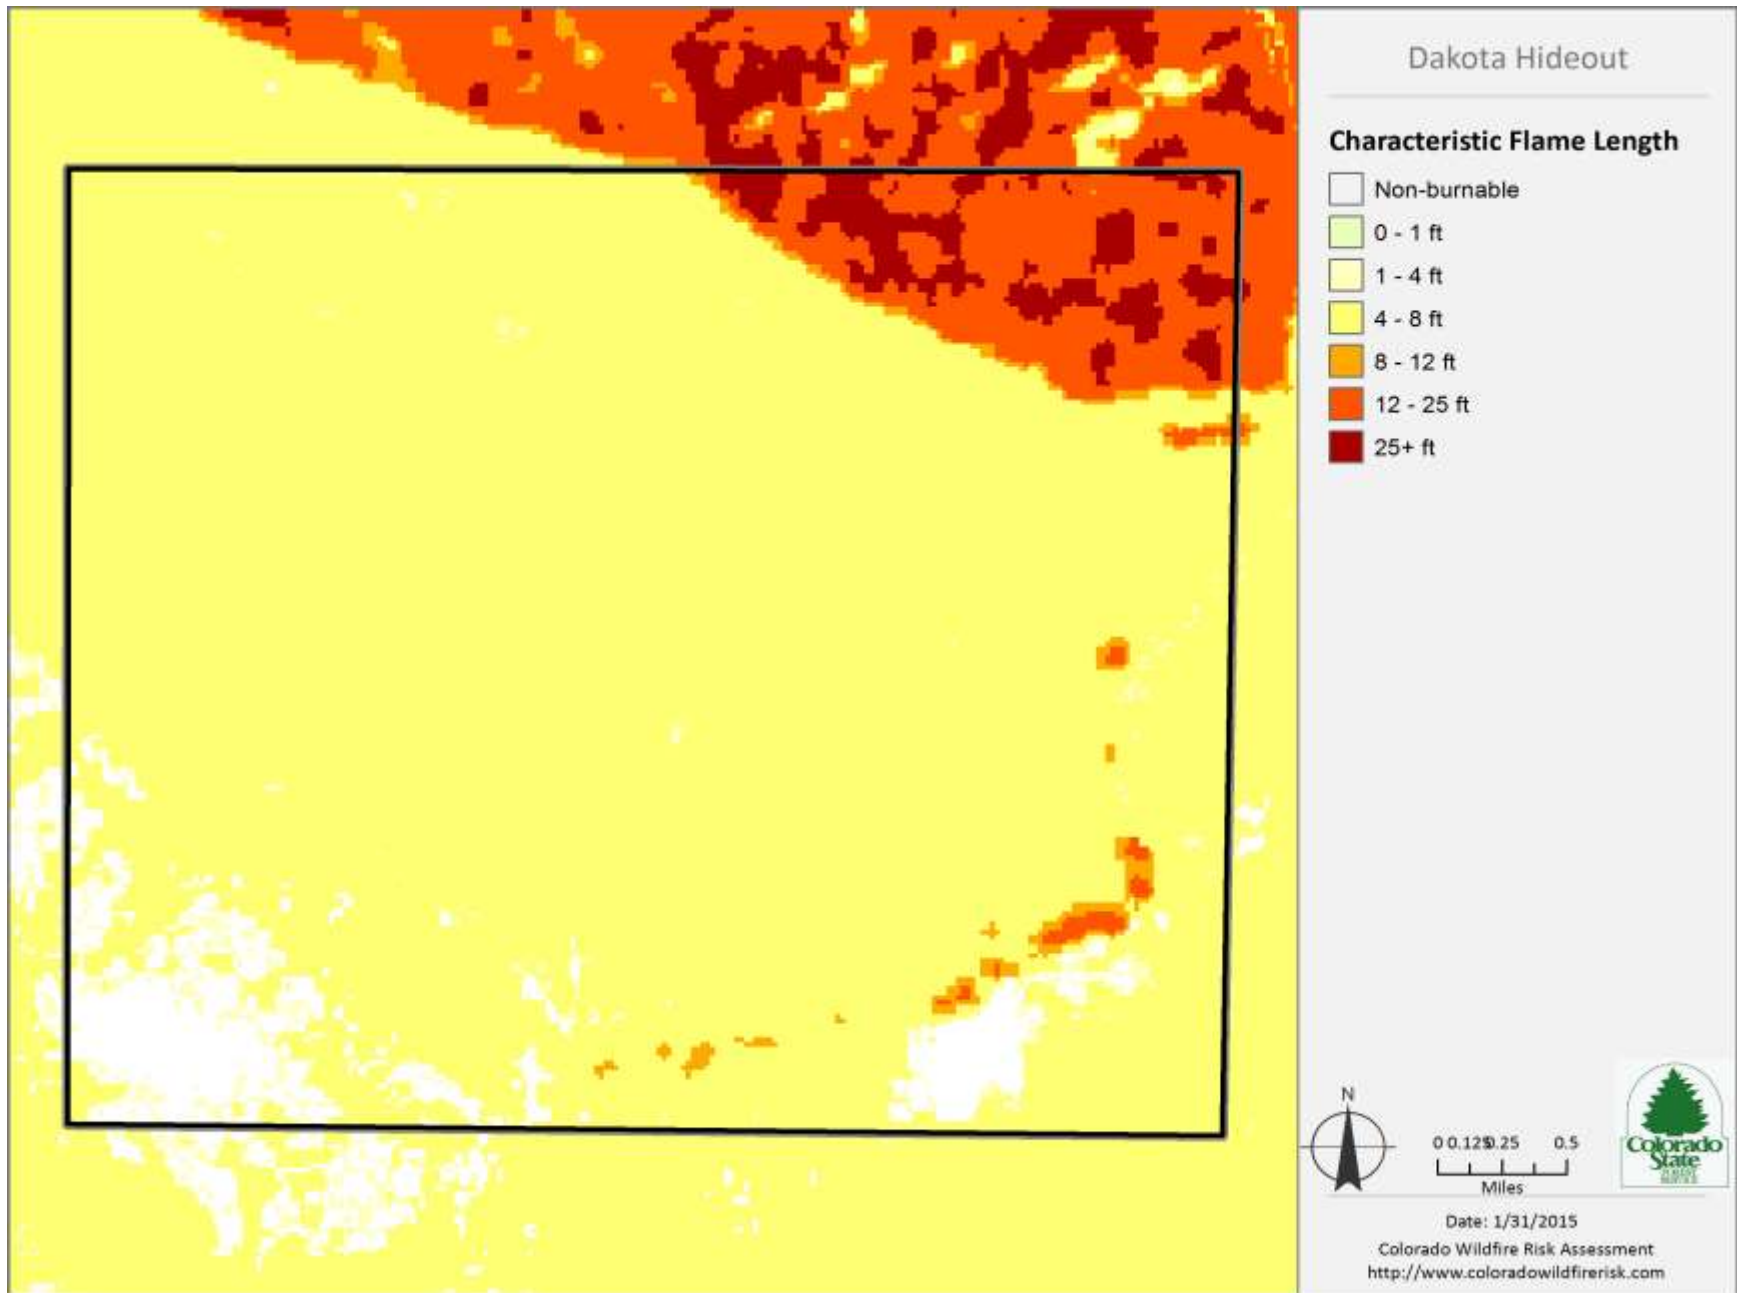 Dakota Hideout
Characteristic Flame Length
Non-burnable
0 - 1 ft
1 - 4 ft
4 - 8 ft
8 - 12 ft
12 - 25 ft
25+ ft
N
0 0.125 0.25 0.5
Miles
Colorado
State
Date: 1/31/2015
Colorado Wildfire Risk Assessment
http://www.coloradowildfirerisk.com